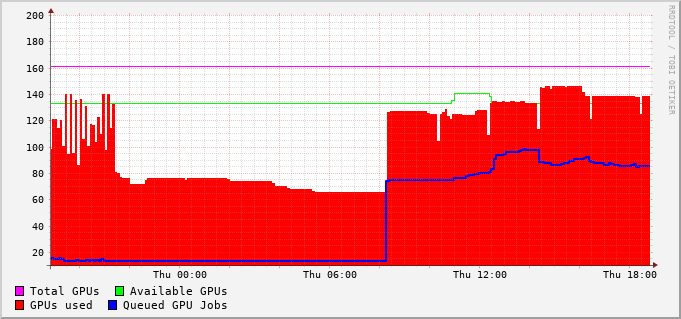 RRDTOOL / TOBI OETIKER
200
180
160
140
120
100
80
60
40
20
Thu 00:00 Thu 06:00 Thu 12:00 Thu 18:00
Total GPUs Available GPUs
GPUs used Queued GPU Jobs